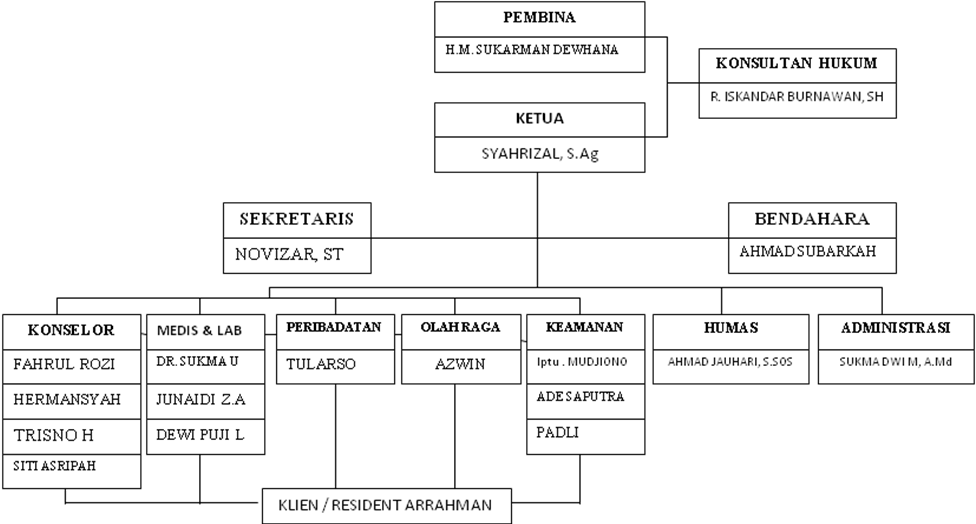 PEMBINA
H.M. SUKARMAN DEWHANA
KONSULTAN HUKUM
R. ISKANDAR BURNAWAN, SH
KETUA
SYAHRIZAL, S.Ag
SEKRETARIS
NOVIZAR, ST
BENDAHARA
AHMAD SUBARKAH
KONSELOR
FAHRUL ROZI
HERMANSYAH
TRISNO H
SITI ASRIPAH
MEDIS & LAB
DR. SUKMA U
JUNAIDI Z.A
DEWI PUJI L
PERIBADATAN
TULARSO
OLAHRAGA
AZWIN
KEAMANAN
Iptu . MUDJIONO
ADE SAPUTRA
PADLI
HUMAS
AHMAD JAUHARI, S.SOS
ADMINISTRASI
SUKMA DWI M, A.Md
KLIEN / RESIDENT ARRAHMAN